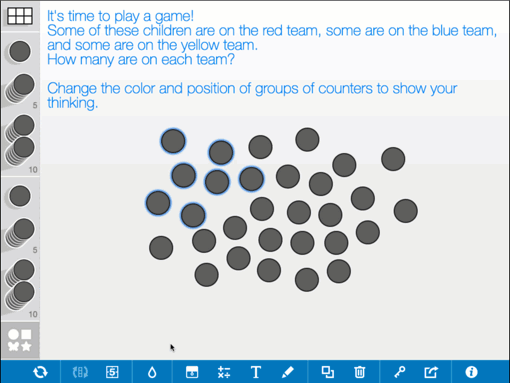 It's time to play a game!
Some of these children are on the red team, some are on the blue team,
and some are on the yellow team.
How many are on each team?
Change the color and position of groups of counters to show your
thinking.
5
10
5
10